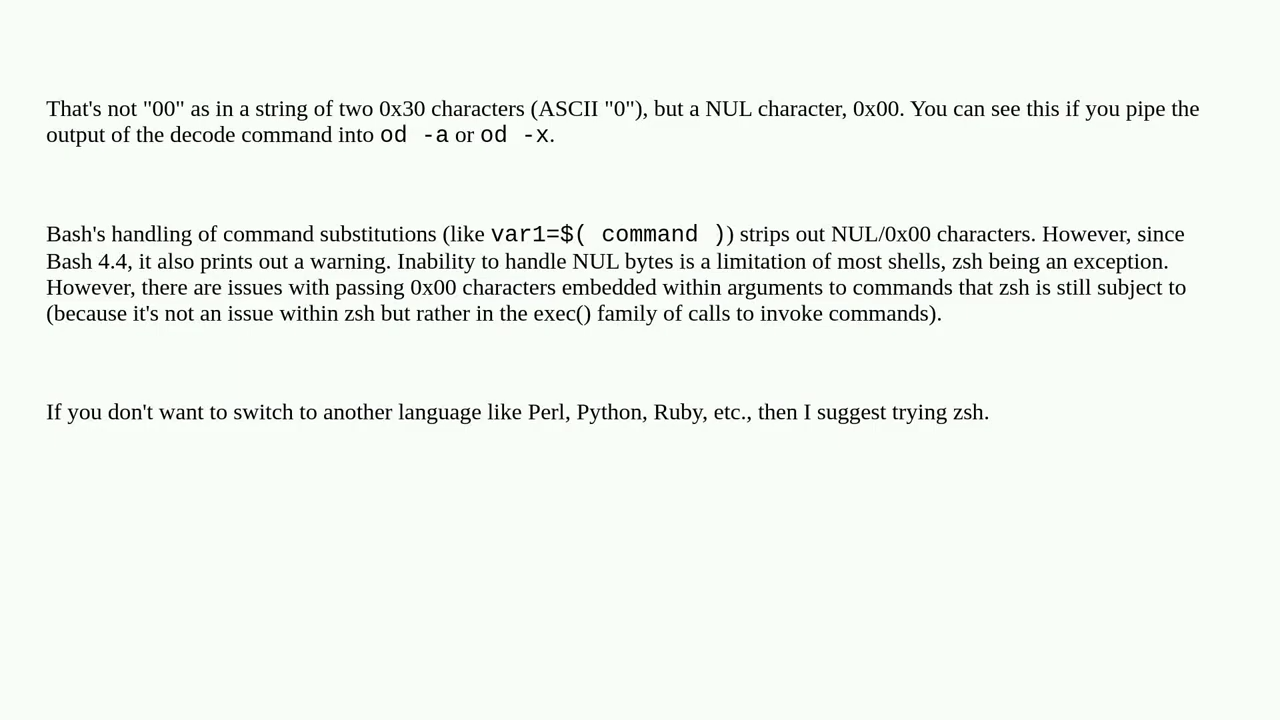 That's not "00" as in a string of two 0x30 characters (ASCII "0"), but a NUL character, 0x00. You can see this if you pipe the
output of the decode command into od -a or od -x.
Bash's handling of command substitutions (like var1=$( command )) strips out NUL/0x00 characters. However, since
Bash 4.4, it also prints out a warning. Inability to handle NUL bytes is a limitation of most shells, zsh being an exception.
However, there are issues with passing 0x00 characters embedded within arguments to commands that zsh is still subject to
(because it's not an issue within zsh but rather in the exec() family of calls to invoke commands).
If you don't want to switch to another language like Perl, Python, Ruby, etc., then I suggest trying zsh.